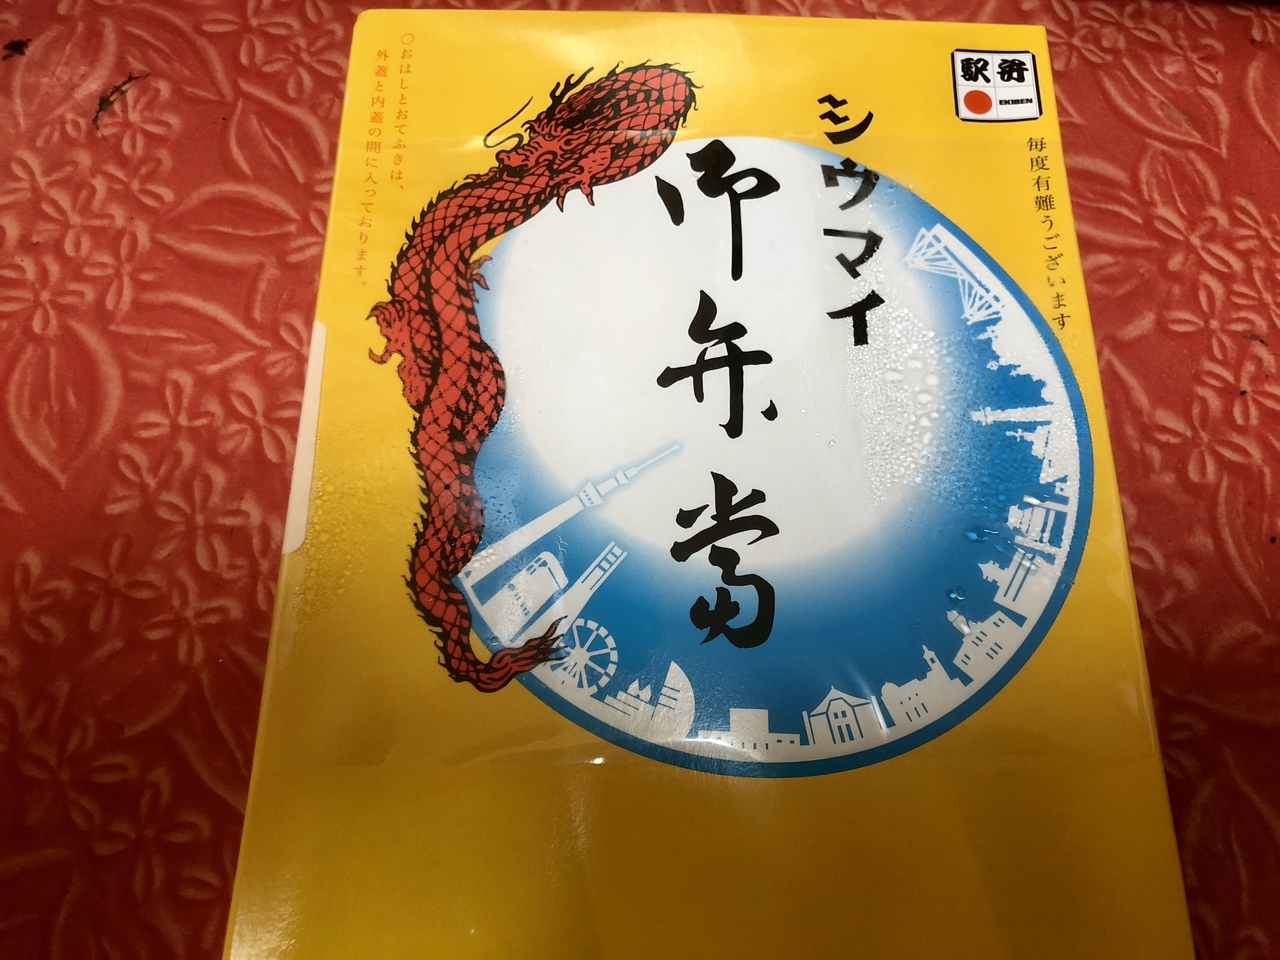 駅弁
EKIBEN
毎度有難うございます
シウマイ
御弁當
〇おはしとおてふきは、
外蓋と内蓋の間に入っております。